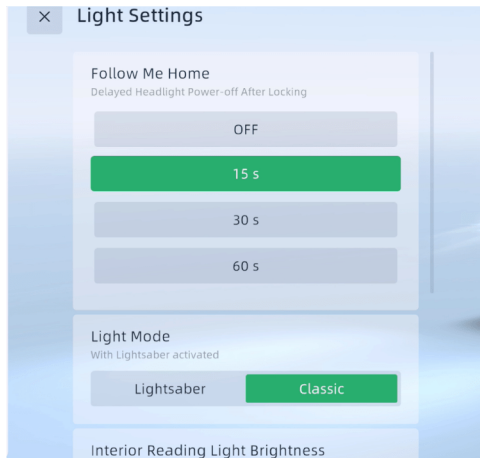 Light Settings
Follow Me Home
Delayed Headlight Power-off After Locking
OFF
15 s
30 s
60 s
Light Mode
With Lightsaber activated
Lightsaber
Classic
Interior Reading Light Brightness